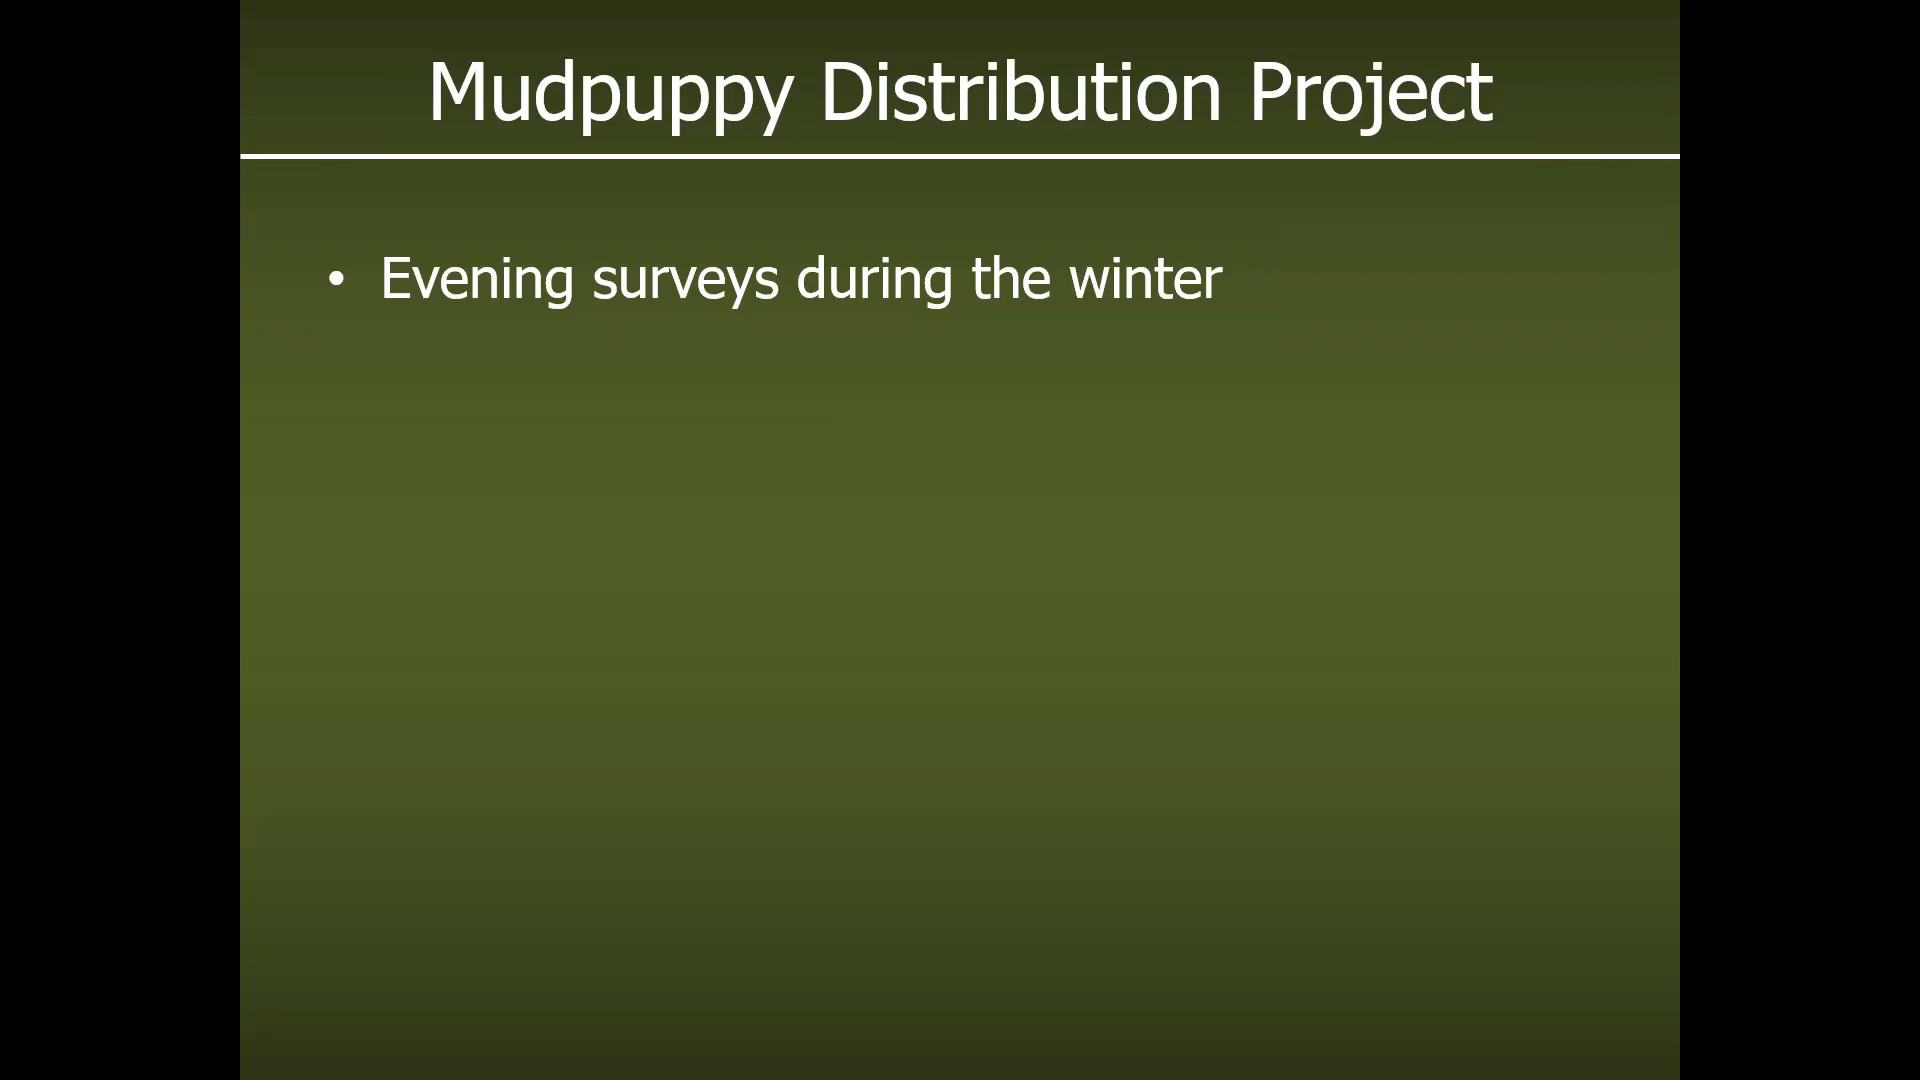 Mudpuppy Distribution Project
• Evening surveys during the winter